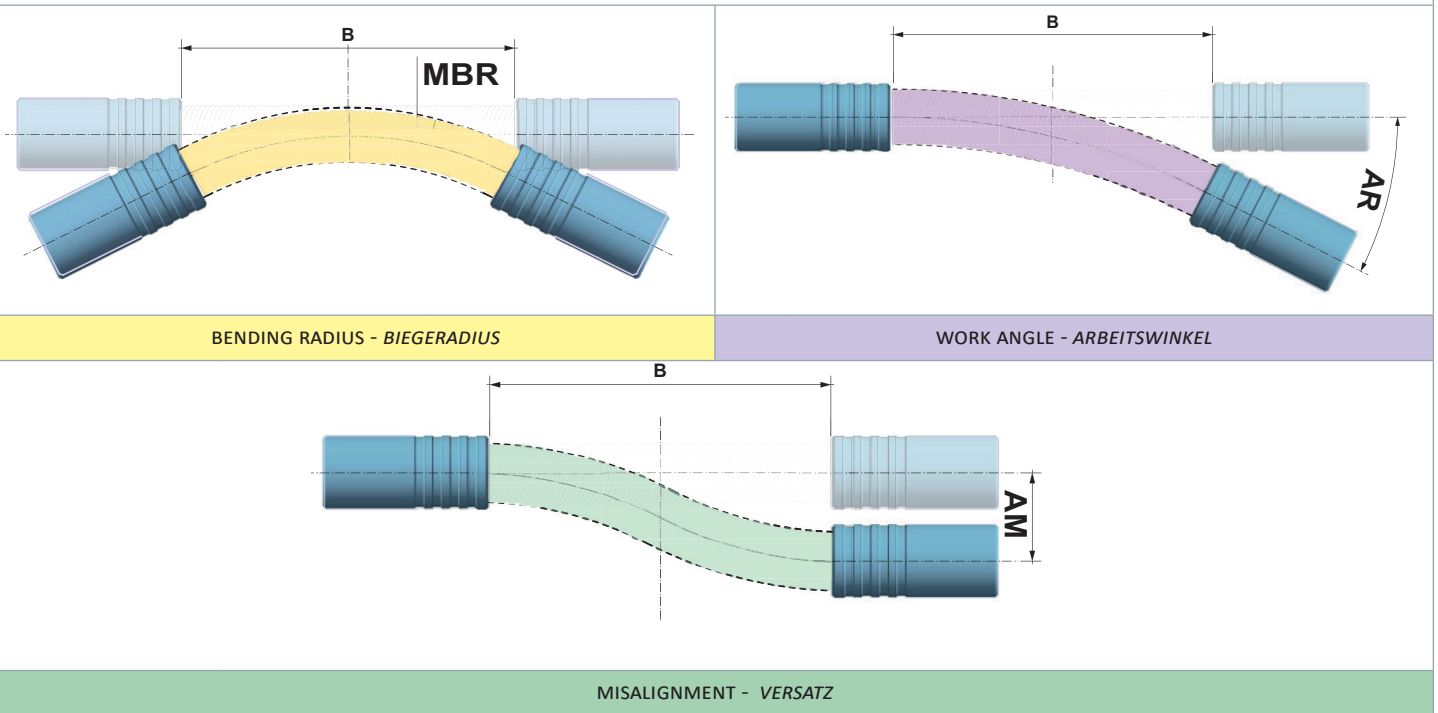 B
MBR
B
AR
BENDING RADIUS - BIEGERADIUS
WORK ANGLE - ARBEITSWINKEL
B
AM
MISALIGNMENT - VERSATZ